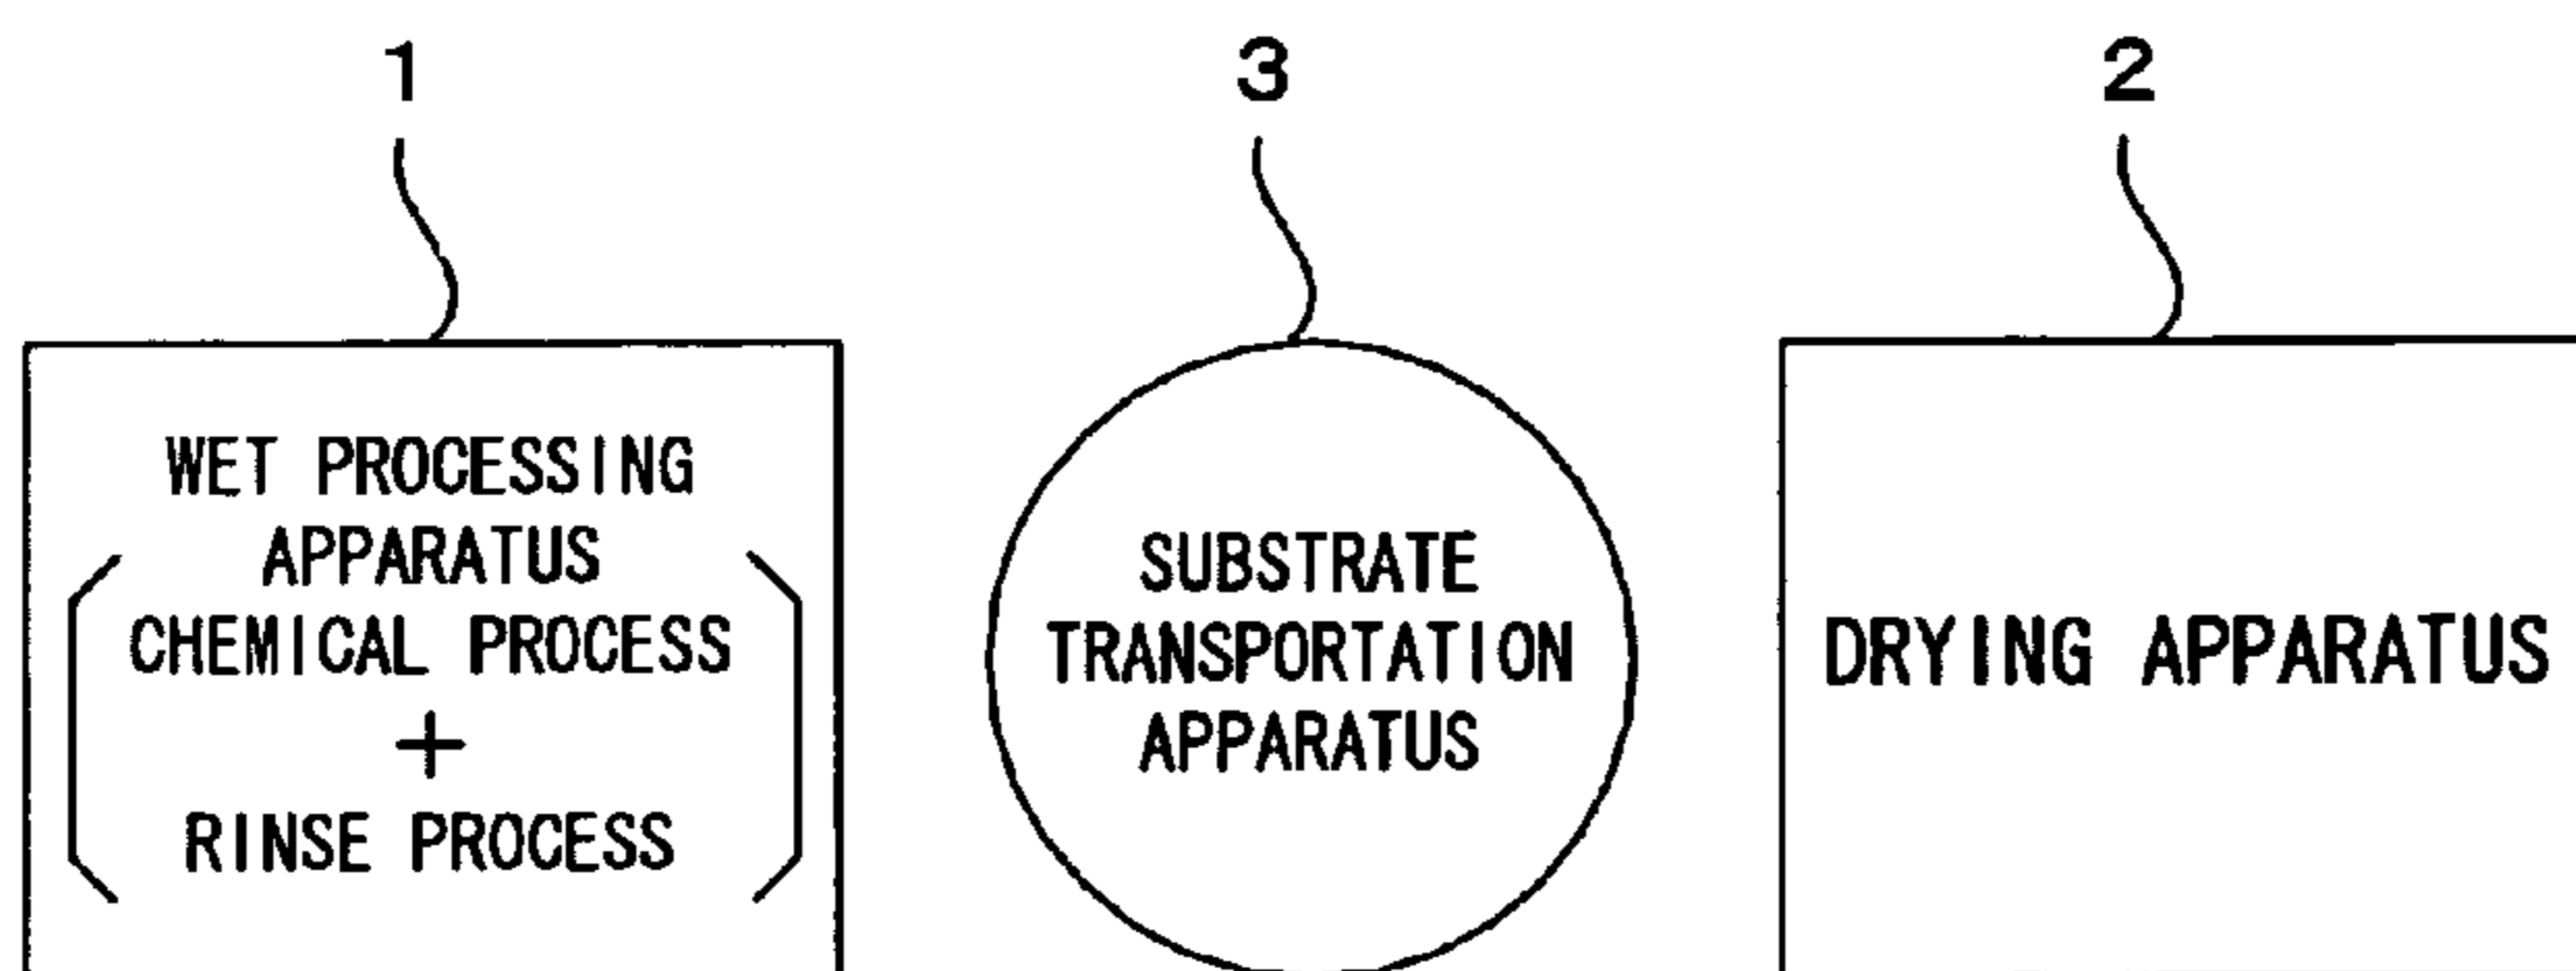 1
3
2
WET PROCESSING
APPARATUS
CHEMICAL PROCESS
+
RINSE PROCESS
SUBSTRATE
TRANSPORTATION
APPARATUS
DRYING APPARATUS